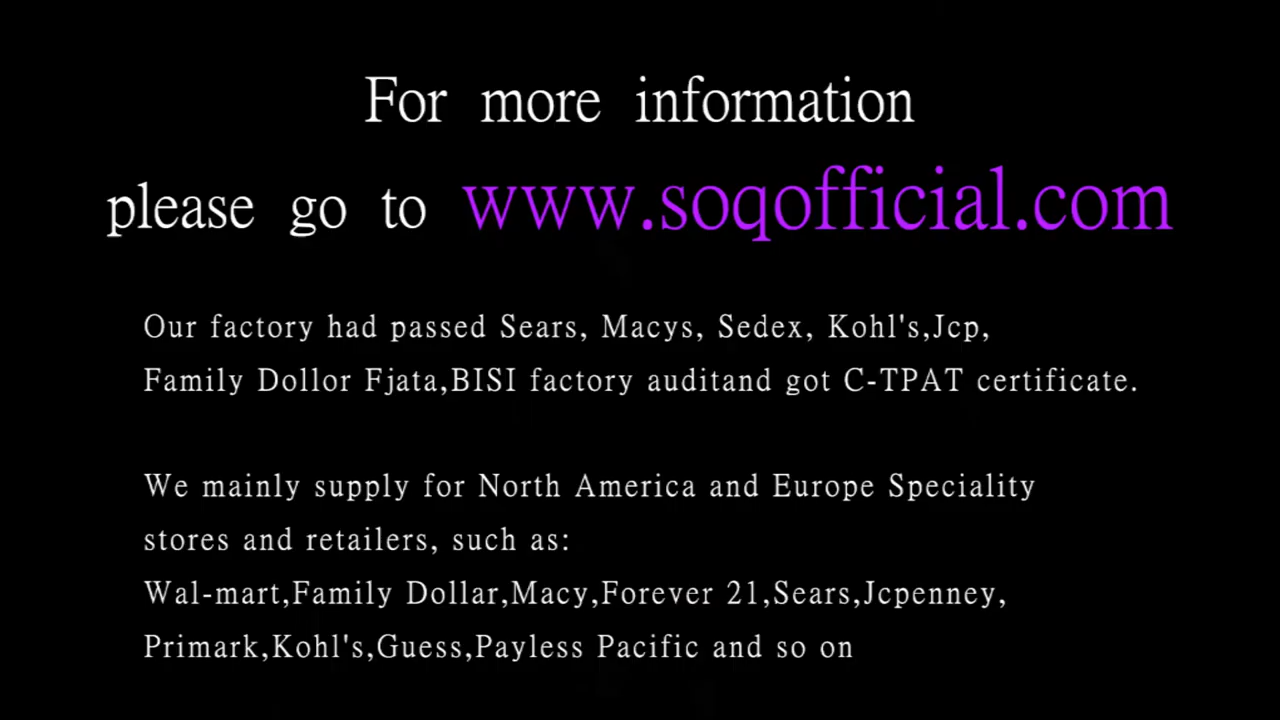 For more information
please go to www.soqofficial.com
Our factory had passed Sears, Macys, Sedex, Kohl's,Jcp,
Family Dollor Fjata,BISI factory auditand got C-TPAT certificate.
We mainly supply for North America and Europe Speciality
stores and retailers, such as:
Wal-mart,Family Dollar,Macy,Forever 21,Sears,Jcpenney,
Primark,Kohl's,Guess,Payless Pacific and so on